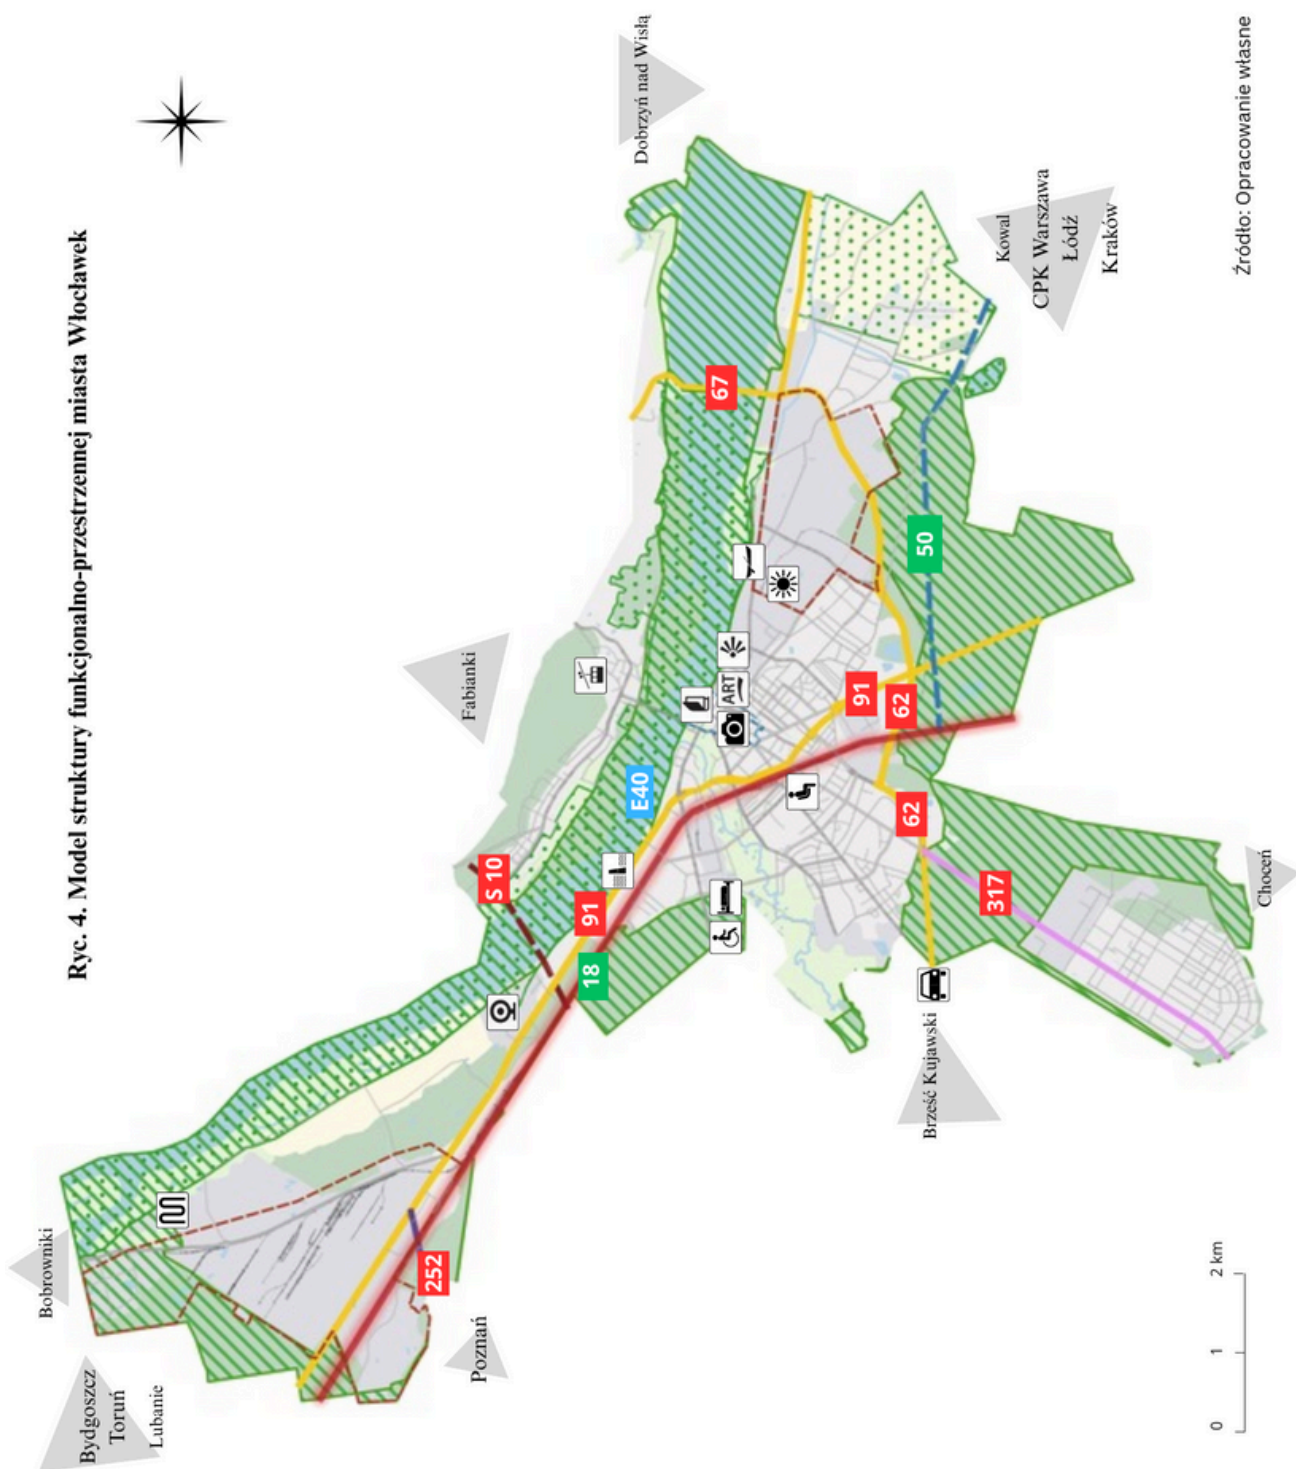 Ryc. 4. Model struktury funkcjonalno-przestrzennej miasta Włocławek
Bydgoszcz
Toruń
Lubanie
Bobrowniki
Poznań
Fabianki
Dobrzyń nad Wisłą
Brześć Kujawski
Choceń
Kowal
CPK Warszawa
Łódź
Kraków
252
S 10
91
18
E40
67
ART
91
62
62
50
317
0 1 2 km
Źródło: Opracowanie własne